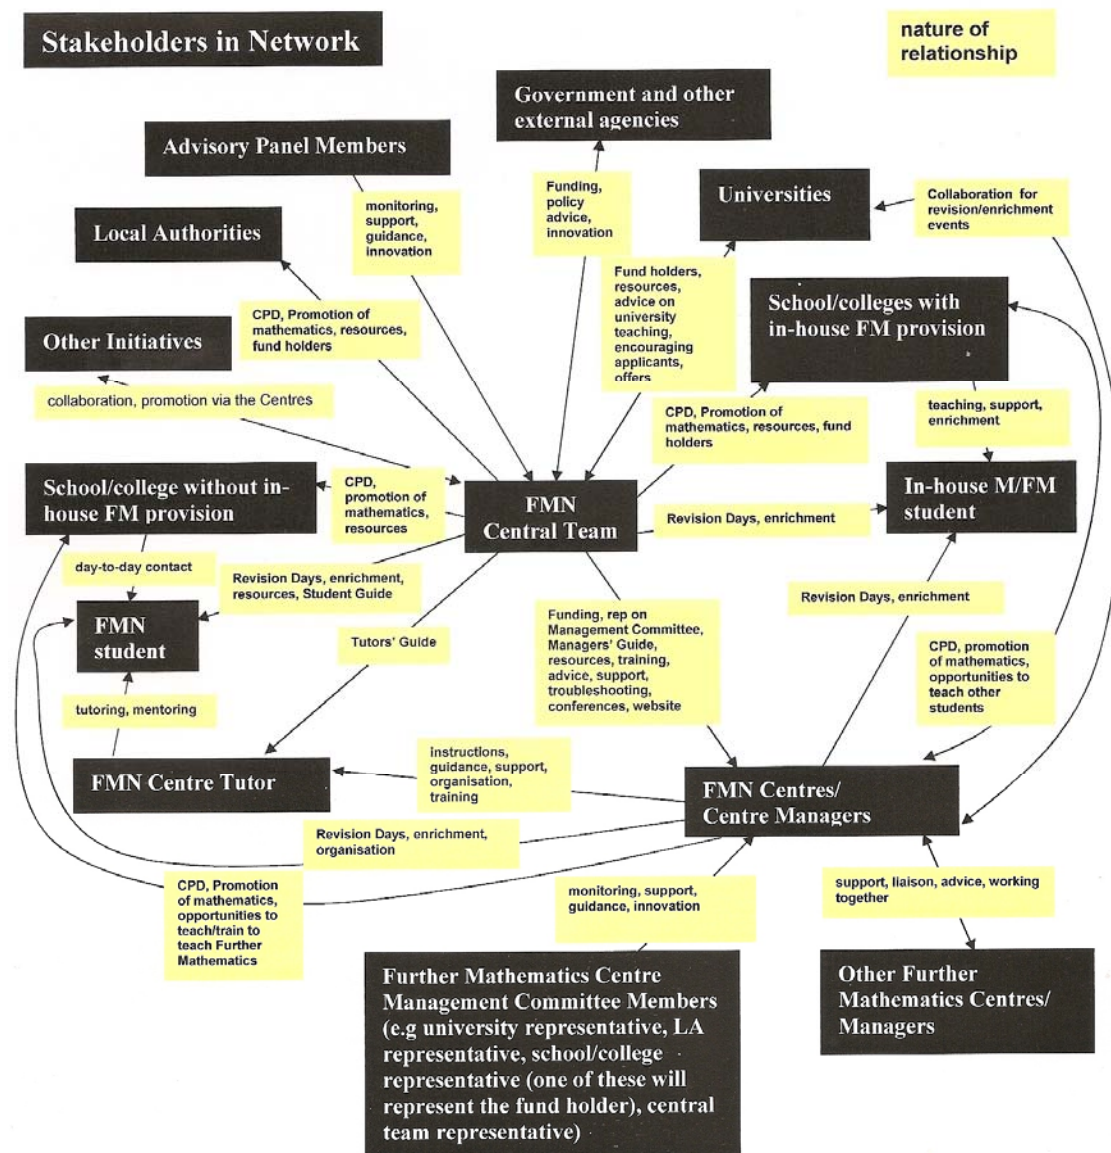 Stakeholders in Network
nature of
relationship
Government and other
external agencies
Advisory Panel Members
Universities
Collaboration for
revision/enrichment
events
Funding,
policy
advice,
innovation
monitoring,
support,
guidance,
innovation
Local Authorities
Fund holders,
resources,
advice on
university
teaching,
encouraging
applicants,
offers
School/colleges with
in-house FM provision
CPD, Promotion of
mathematics, resources,
fund holders
Other Initiatives
collaboration, promotion via the Centres
CPD, Promotion of
mathematics, resources, fund
holders
teaching, support,
enrichment
School/college without in-
house FM provision
CPD,
promotion of
mathematics,
resources
FMN
Central Team
Revision Days, enrichment
In-house M/FM
student
day-to-day contact
Revision Days, enrichment,
resources, Student Guide
Revision Days, enrichment
FMN
student
Tutors' Guide
Funding, rep on
Management Committee,
Managers' Guide,
resources, training,
advice, support,
troubleshooting,
conferences, website
CPD, promotion
of mathematics,
opportunities to
teach other
students
tutoring, mentoring
FMN Centre Tutor
instructions,
guidance, support,
organisation,
training
FMN Centres/
Centre Managers
Revision Days, enrichment,
organisation
CPD, Promotion
of mathematics,
opportunities to
teach/train to
teach Further
Mathematics
monitoring, support,
guidance, innovation
support, liaison, advice, working
together
Further Mathematics Centre
Management Committee Members
(e.g university representative, LA
representative, school/college
representative (one of these will
represent the fund holder), central
team representative)
Other Further
Mathematics Centres/
Managers